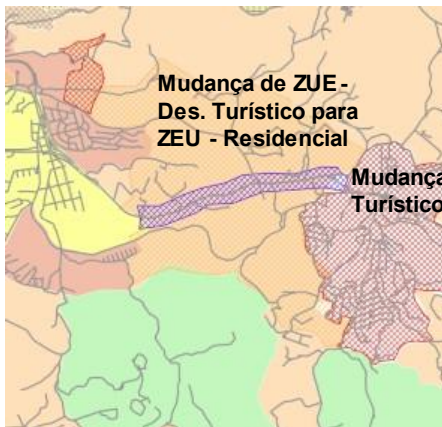 Mudança de ZUE-
Des. Turístico para
ZEU - Residencial
Mudança
Turístico